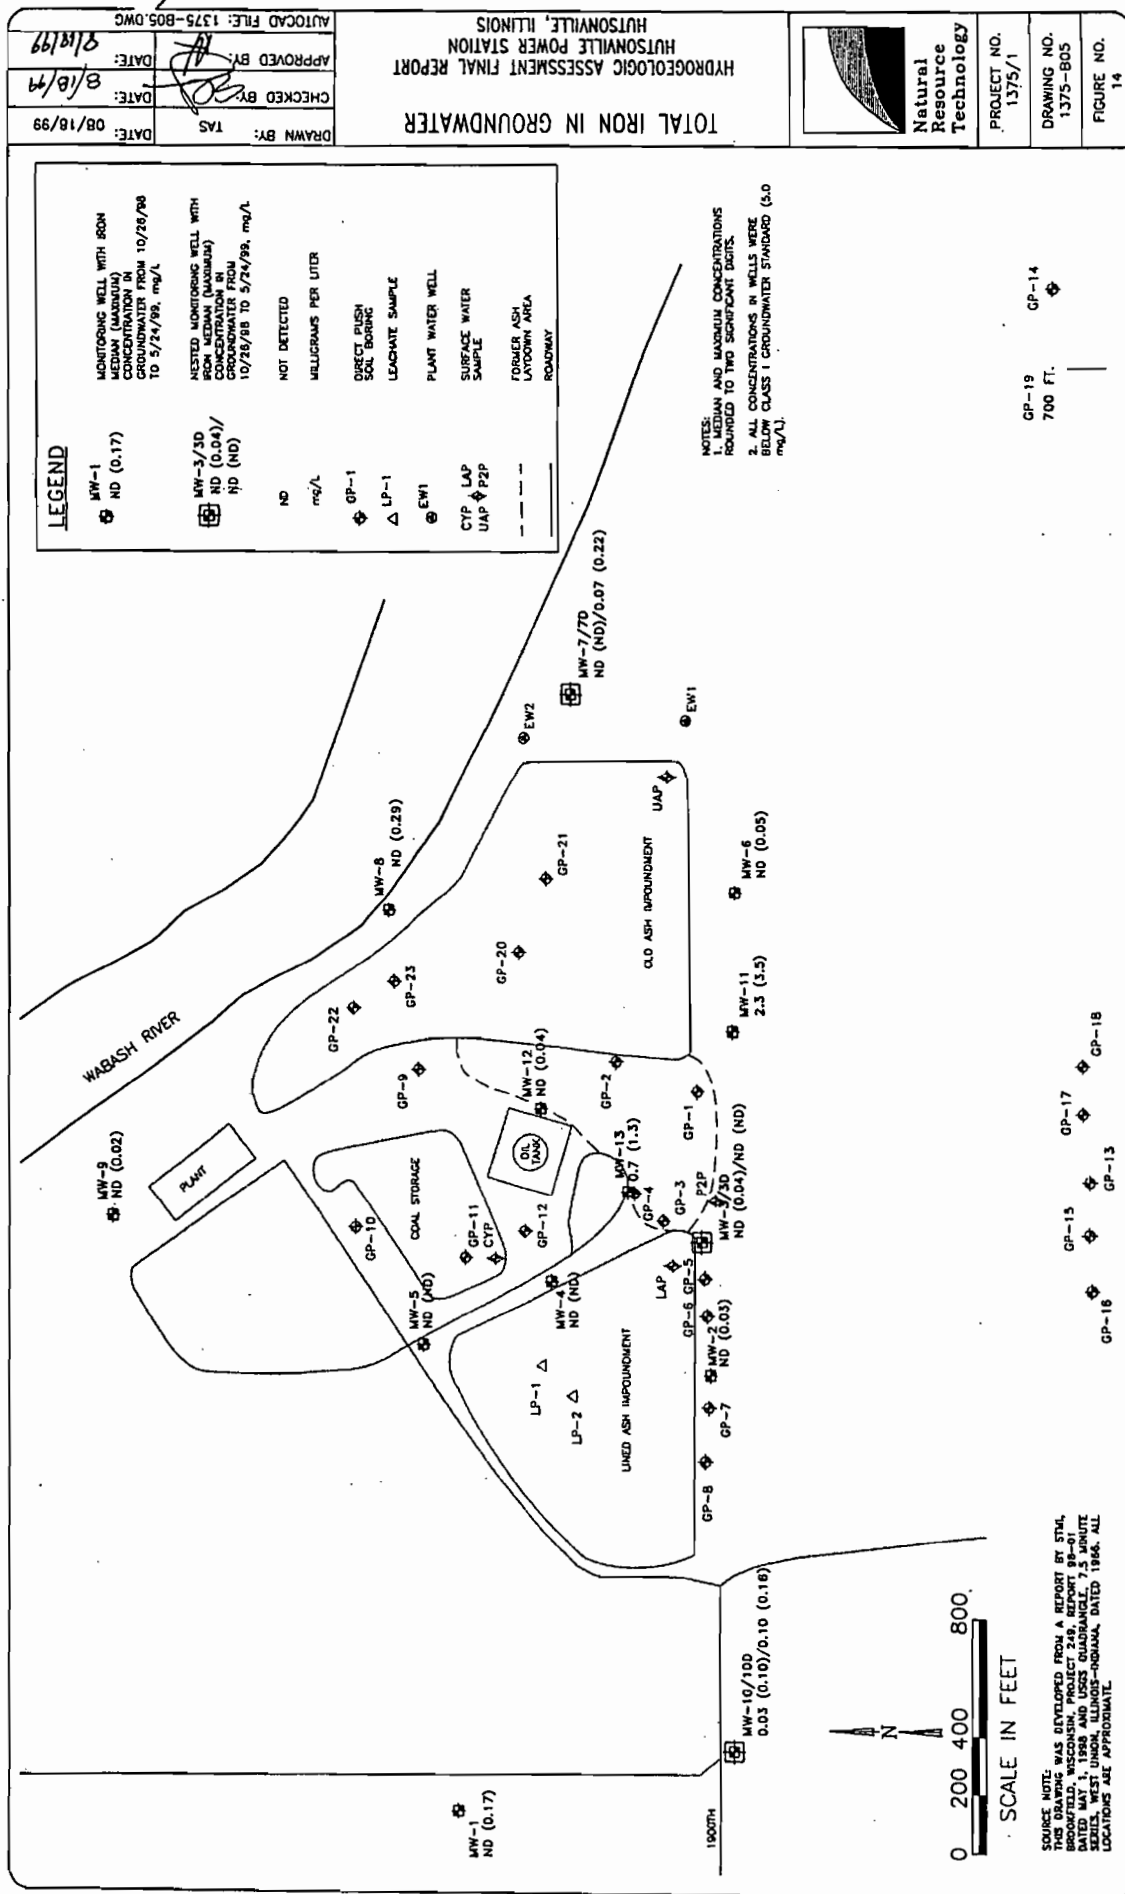 LEGEND
MW-1
ND (0.17)
MONITORING WELL WITH IRON
MEDIAN (MAXIMUM)
CONCENTRATION IN
GROUNDWATER FROM 10/26/98
TO 5/24/99, mg/L
MW-3/3D
ND (0.04)/
ND (ND)
NESTED MONITORING WELL WITH
IRON MEDIAN (MAXIMUM)
CONCENTRATION IN
GROUNDWATER FROM
10/26/98 TO 5/24/99, mg/L
ND
NOT DETECTED
mg/L
MILLIGRAMS PER LITER
GP-1
DIRECT PUSH
SOIL BORING
LP-1
LEACHATE SAMPLE
EW1
PLANT WATER WELL
CYP LAP
UAP P2P
SURFACE WATER
SAMPLE
FORMER ASH
LAYDOWN AREA
ROADWAY
NOTES:
1. MEDIAN AND MAXIMUM CONCENTRATIONS
ROUNDED TO TWO SIGNIFICANT DIGITS.
2. ALL CONCENTRATIONS IN WELLS WERE
BELOW CLASS I GROUNDWATER STANDARD (5.0
mg/L).
WABASH RIVER
MW-9
ND (0.02)
PLANT
GP-10
COAL STORAGE
GP-11
CYP
GP-12
OIL
TANK
MW-5
ND (ND)
MW-4
ND (ND)
LP-1
LP-2
LINED ASH IMPOUNDMENT
LAP
GP-22
GP-23
GP-9
MW-8
ND (0.29)
GP-20
GP-21
OLD ASH IMPOUNDMENT
UAP
MW-12
ND (0.04)
GP-2
GP-1
MW-13
0.7 (1.3)
GP-4
GP-3
P2P
MW-3/3D
ND (0.04)/ND (ND)
GP-5
GP-6
MW-2
ND (0.03)
GP-7
GP-8
EW2
EW1
MW-7/7D
ND (ND)/0.07 (0.22)
MW-6
ND (0.05)
MW-11
2.3 (3.5)
MW-10/10D
0.03 (0.10)/0.10 (0.16)
MW-1
ND (0.17)
1900TH
GP-16
GP-15
GP-13
GP-17
GP-18
GP-19
700 FT.
GP-14
N
0 200 400 800
SCALE IN FEET
SOURCE NOTE:
THIS DRAWING WAS DEVELOPED FROM A REPORT BY STMI,
BROOKFIELD, WISCONSIN, PROJECT 249, REPORT 98-01
DATED MAY 1, 1998 AND USGS QUADRANGLE, 7.5 MINUTE
SERIES, WEST UNION, ILLINOIS-INDIANA, DATED 1966. ALL
LOCATIONS ARE APPROXIMATE.
Natural
Resource
Technology
PROJECT NO.
1375/1
DRAWING NO.
1375-B05
FIGURE NO.
14
TOTAL IRON IN GROUNDWATER
HYDROGEOLOGIC ASSESSMENT FINAL REPORT
HUTSONVILLE POWER STATION
HUTSONVILLE, ILLINOIS
DRAWN BY: TAS DATE: 08/18/99
CHECKED BY: DATE: 8/18/99
APPROVED BY: DATE:
AUTOCAD FILE: 1375-B05.DWG